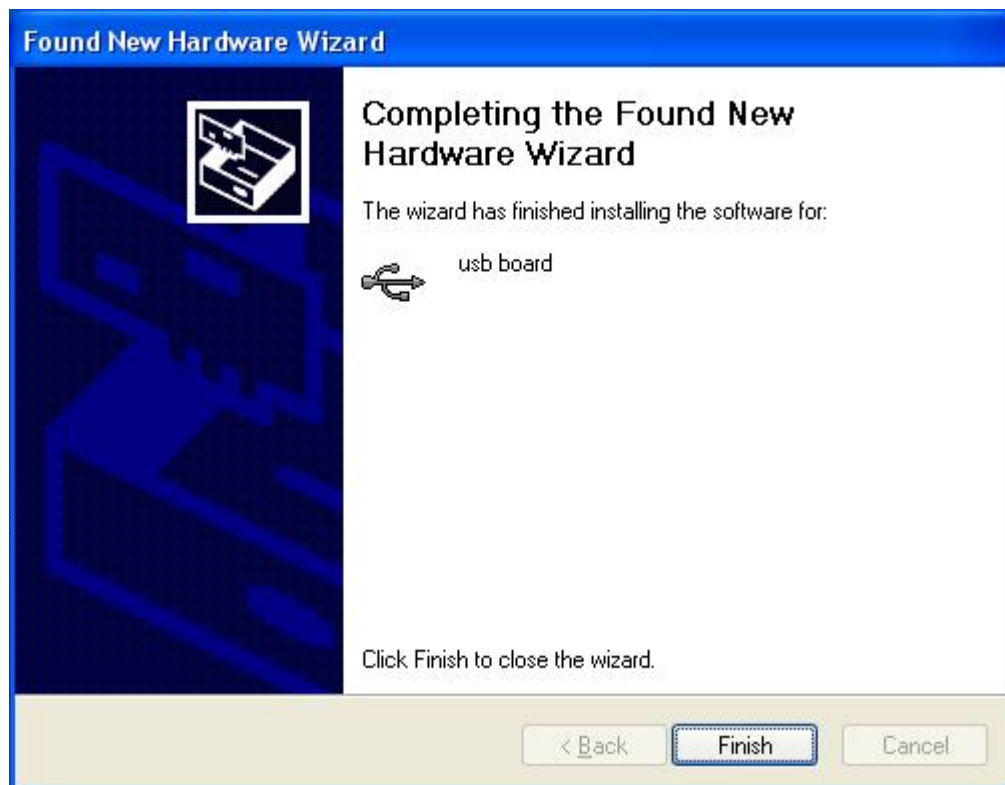 Found New Hardware Wizard
Completing the Found New
Hardware Wizard
The wizard has finished installing the software for:
usb board
Click Finish to close the wizard.
< Back
Finish
Cancel